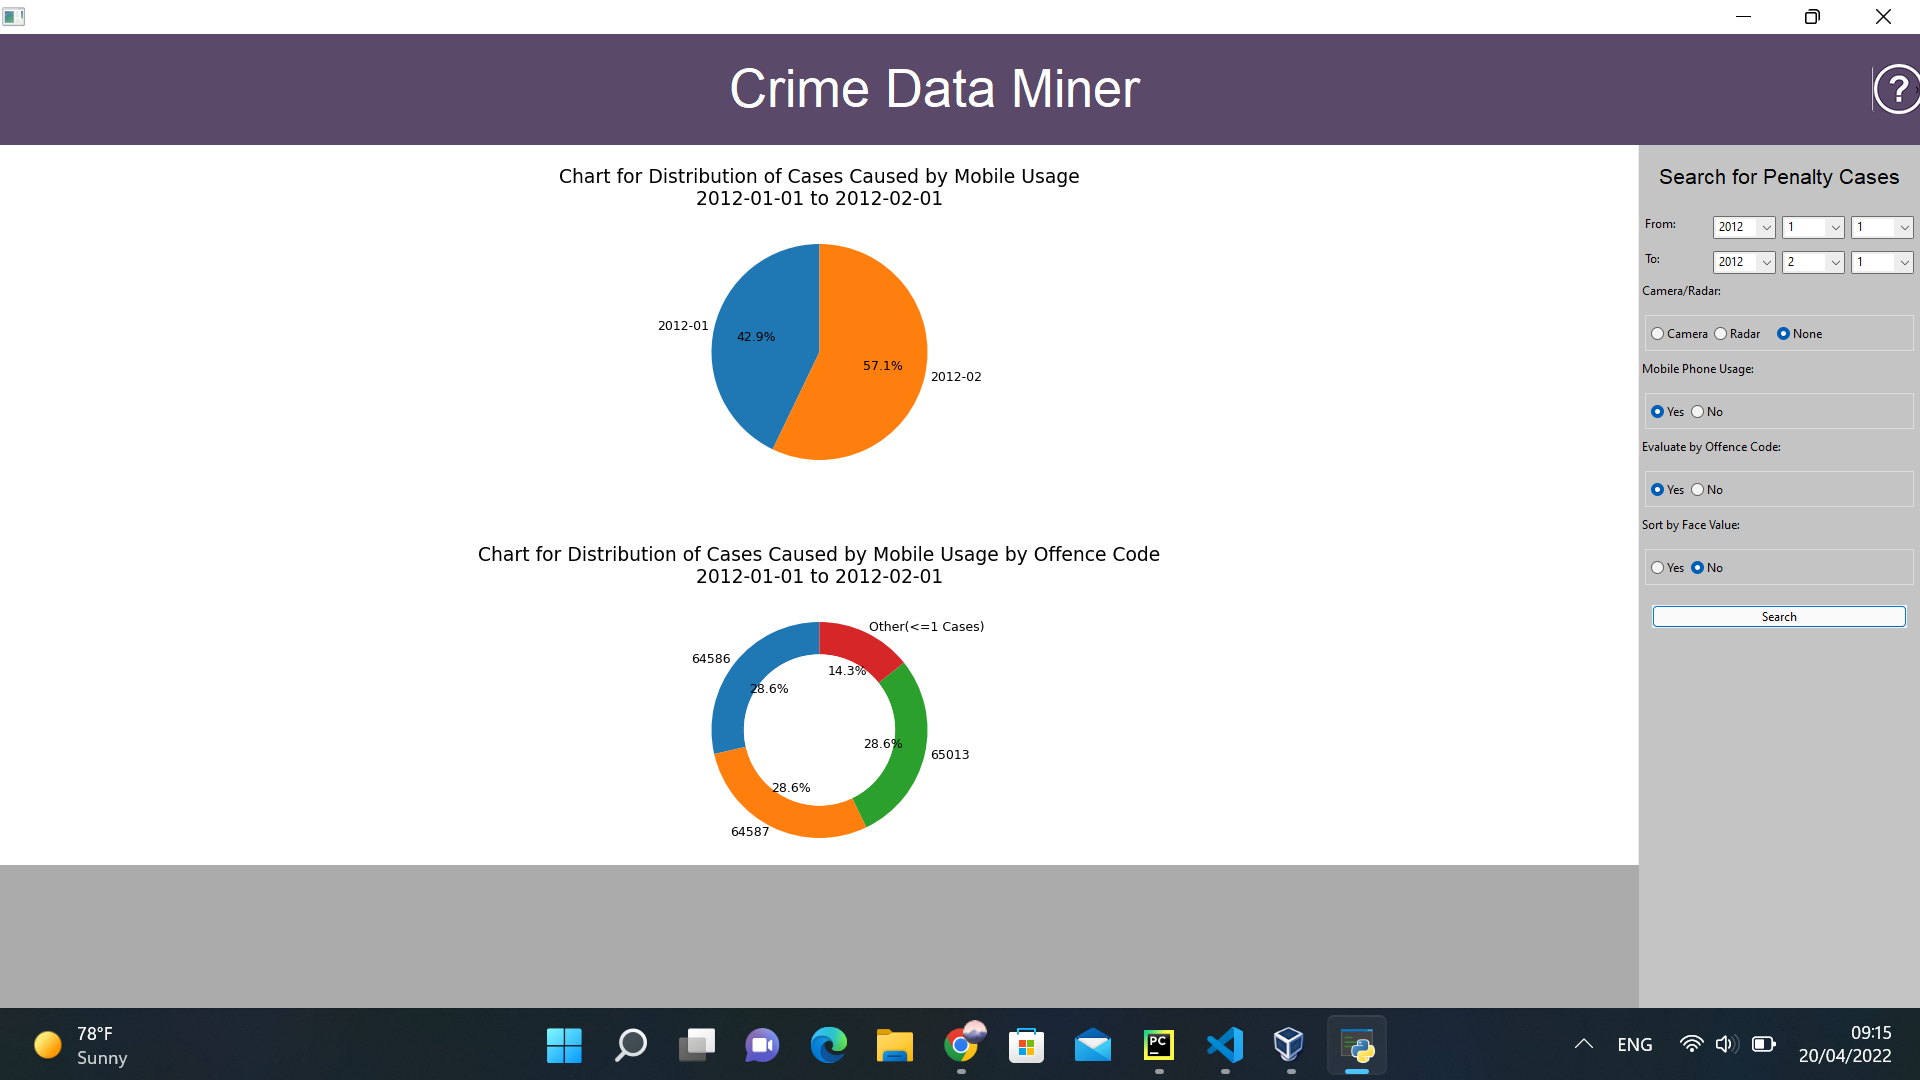 Crime Data Miner
?
Chart for Distribution of Cases Caused by Mobile Usage
2012-01-01 to 2012-02-01
2012-01
42.9%
57.1%
2012-02
Chart for Distribution of Cases Caused by Mobile Usage by Offence Code
2012-01-01 to 2012-02-01
Other(<=1 Cases)
64586
14.3%
28.6%
28.6%
65013
28.6%
64587
Search for Penalty Cases
From: 2012 1 1
To: 2012 2 1
Camera/Radar:
Camera Radar None
Mobile Phone Usage:
Yes No
Evaluate by Offence Code:
Yes No
Sort by Face Value:
Yes No
Search
78°F
Sunny
PC
ENG
09:15
20/04/2022